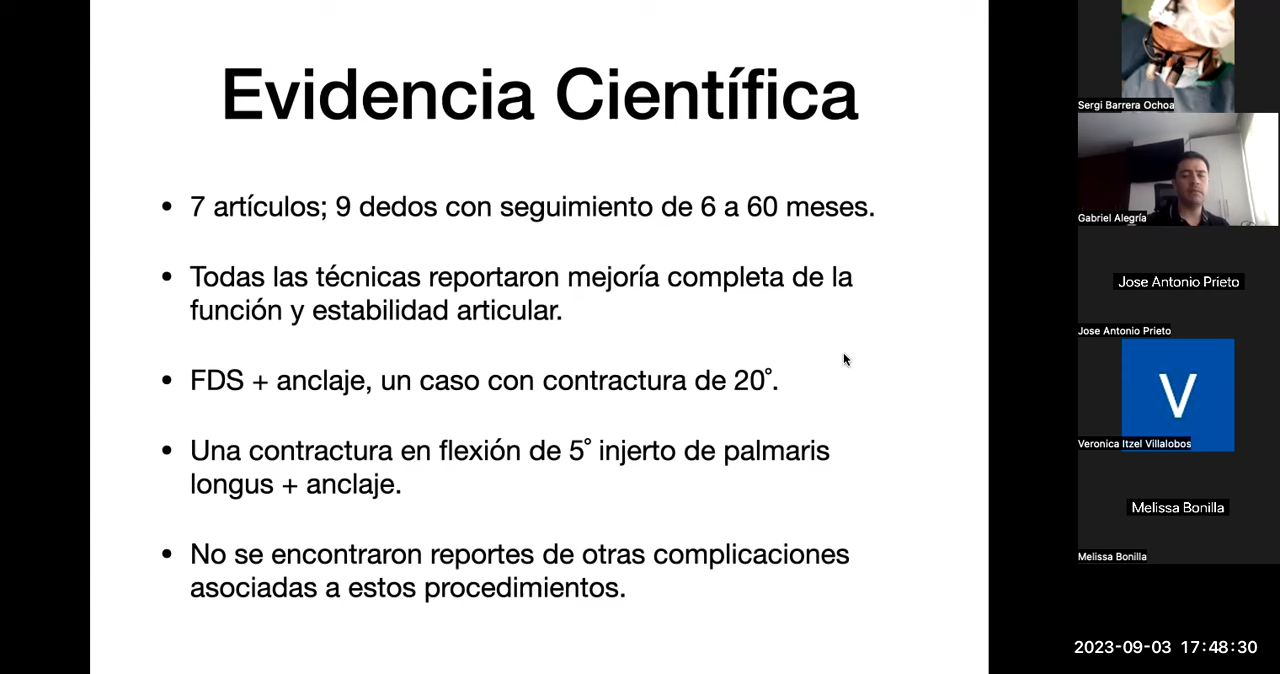 Evidencia Científica
• 7 artículos; 9 dedos con seguimiento de 6 a 60 meses.
• Todas las técnicas reportaron mejoría completa de la
función y estabilidad articular.
• FDS + anclaje, un caso con contractura de 20°.
• Una contractura en flexión de 5° injerto de palmaris
longus + anclaje.
• No se encontraron reportes de otras complicaciones
asociadas a estos procedimientos.
Sergi Barrera Ochoa
Gabriel Alegría
Jose Antonio Prieto
Jose Antonio Prieto
V
Veronica Itzel Villalobos
Melissa Bonilla
Melissa Bonilla
2023-09-03 17:48:30